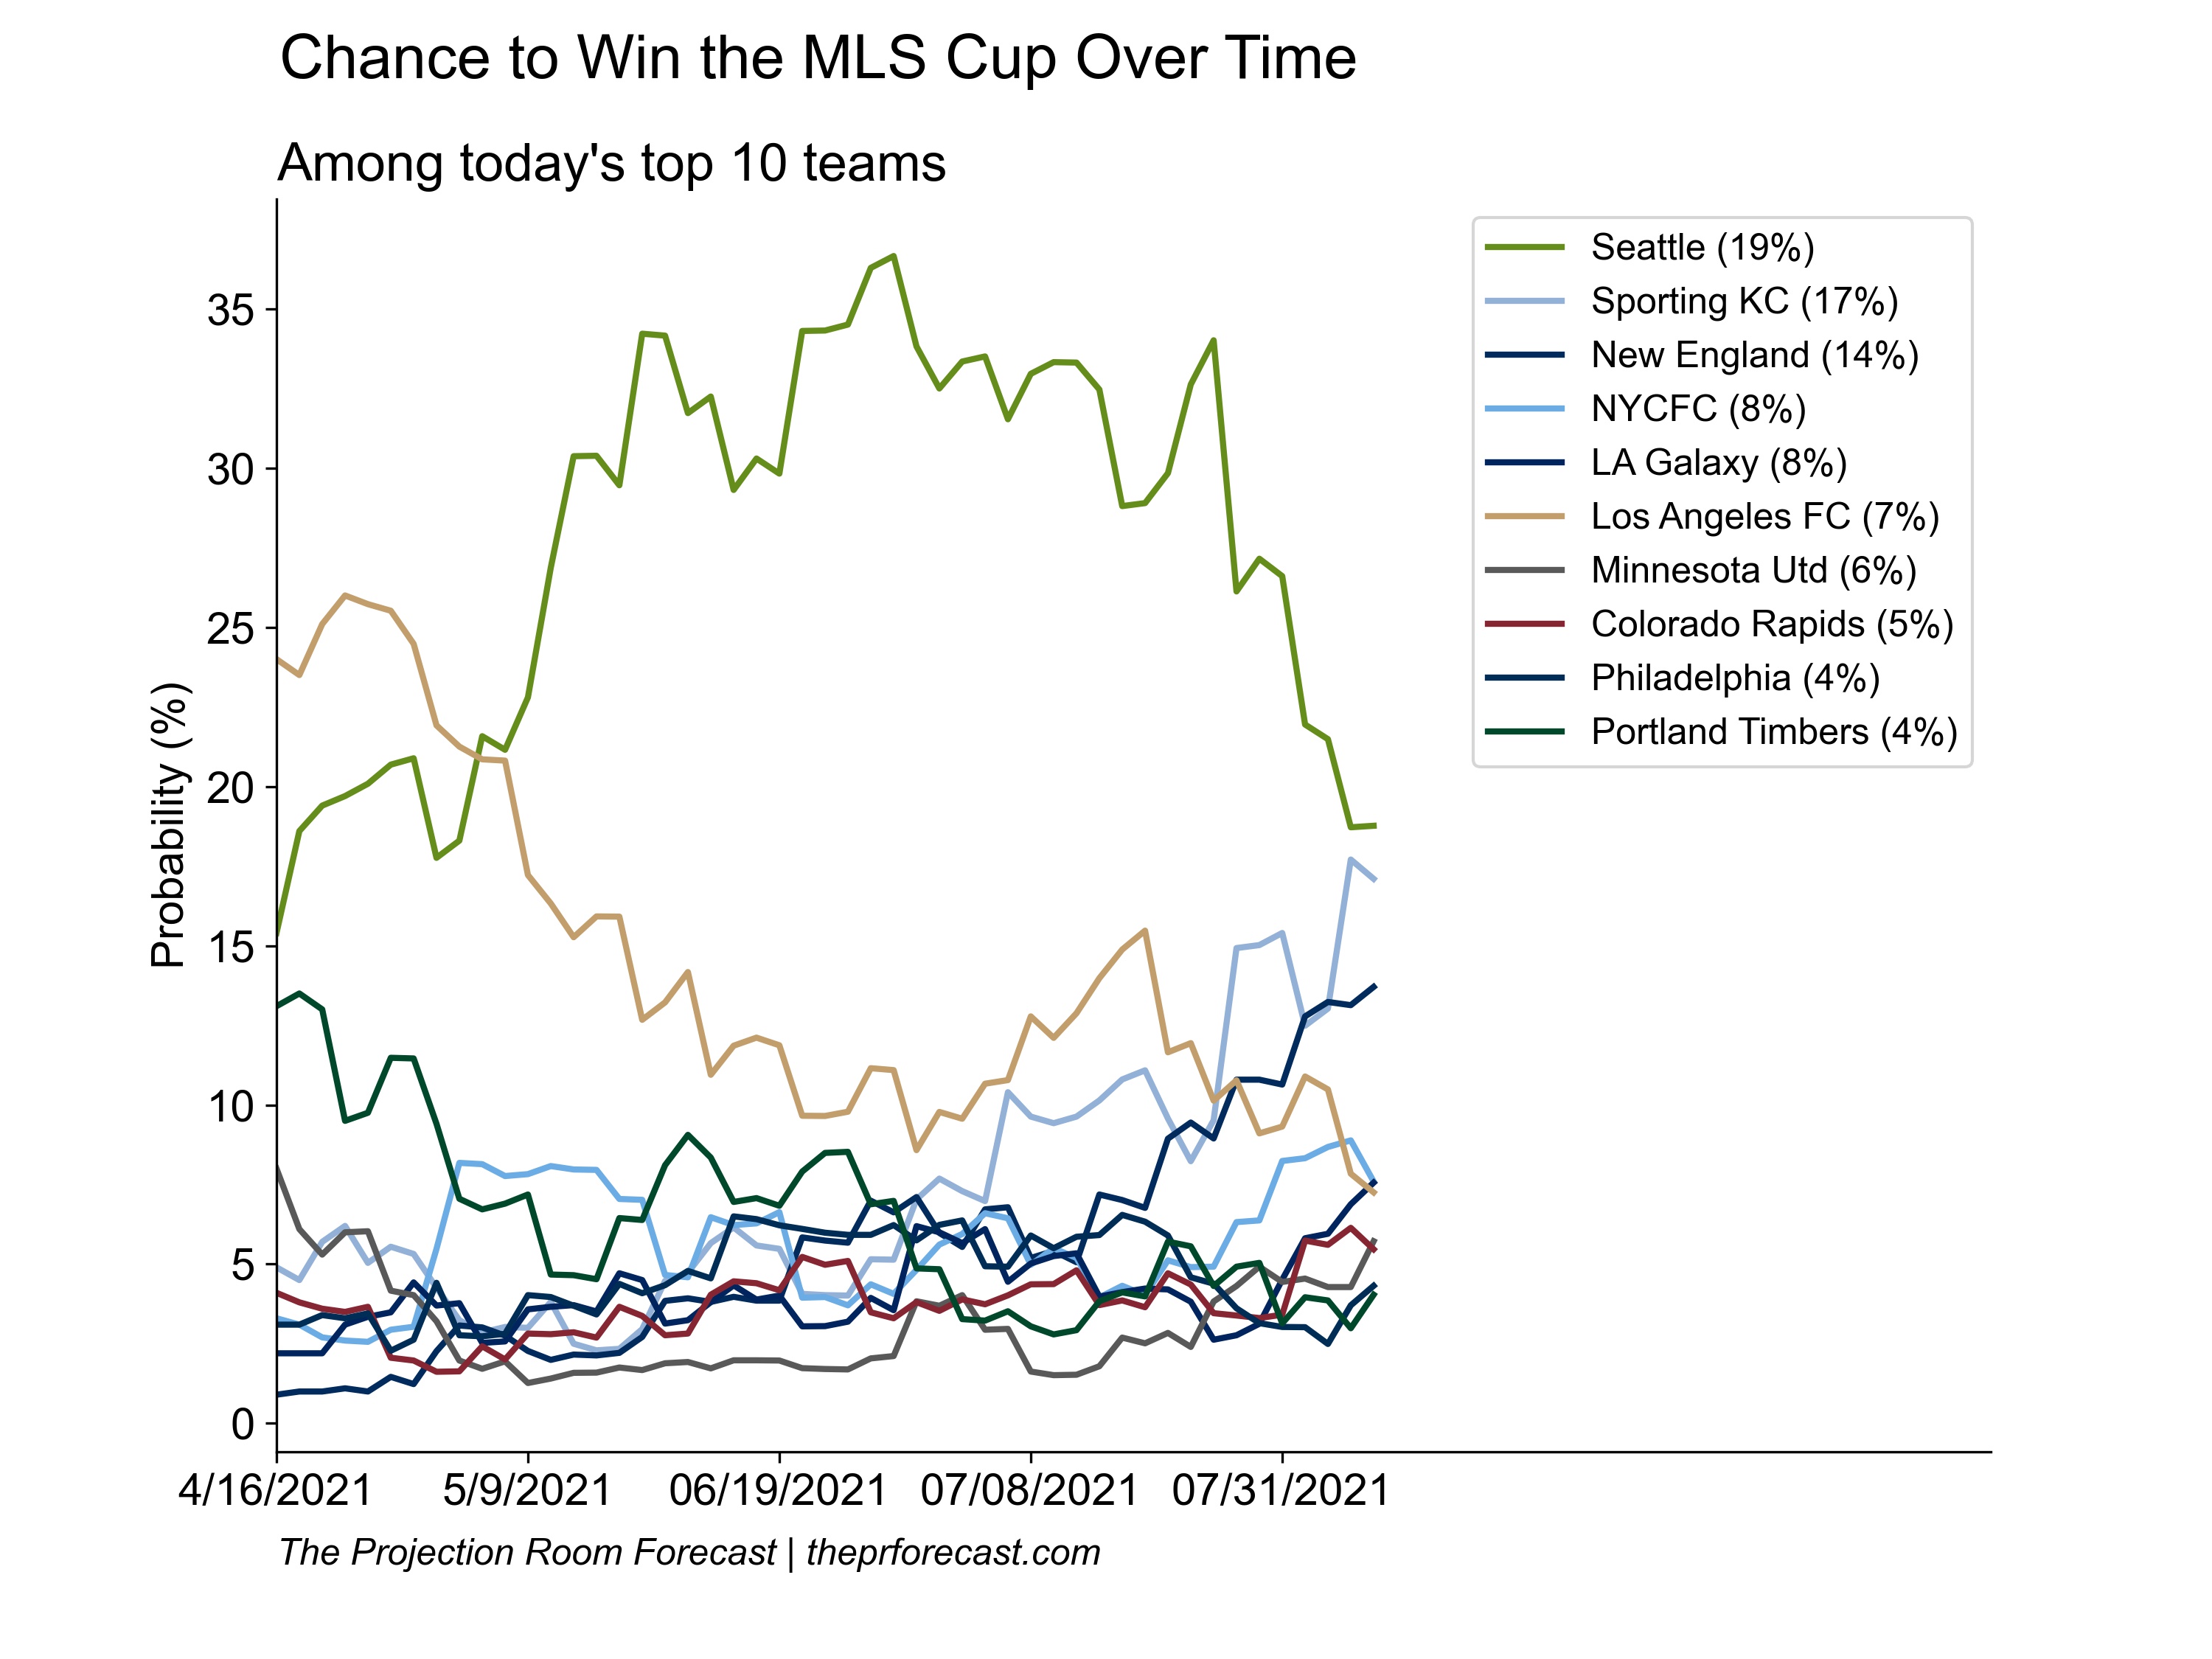 Chance to Win the MLS Cup Over Time
Among today's top 10 teams
Seattle (19%)
Sporting KC (17%)
New England (14%)
NYCFC (8%)
LA Galaxy (8%)
Los Angeles FC (7%)
Minnesota Utd (6%)
Colorado Rapids (5%)
Philadelphia (4%)
Portland Timbers (4%)
Probability (%)
35
30
25
20
15
10
5
0
4/16/2021 5/9/2021 06/19/2021 07/08/2021 07/31/2021
The Projection Room Forecast | theprforecast.com